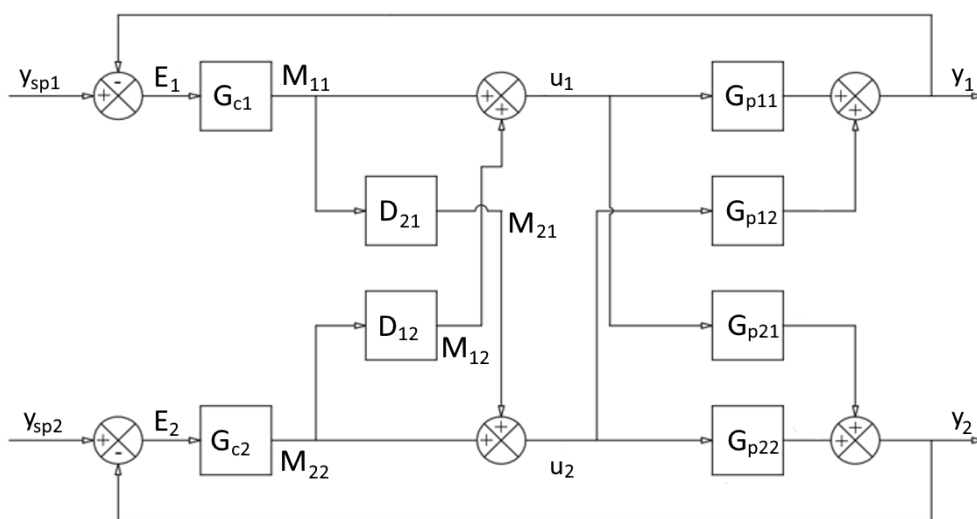 y_sp1
-
+
E_1
G_c1
M_11
+
+
u_1
G_p11
+
+
y_1
D_21
M_21
G_p12
D_12
M_12
G_p21
y_sp2
+
-
E_2
G_c2
M_22
+
+
u_2
G_p22
+
+
y_2